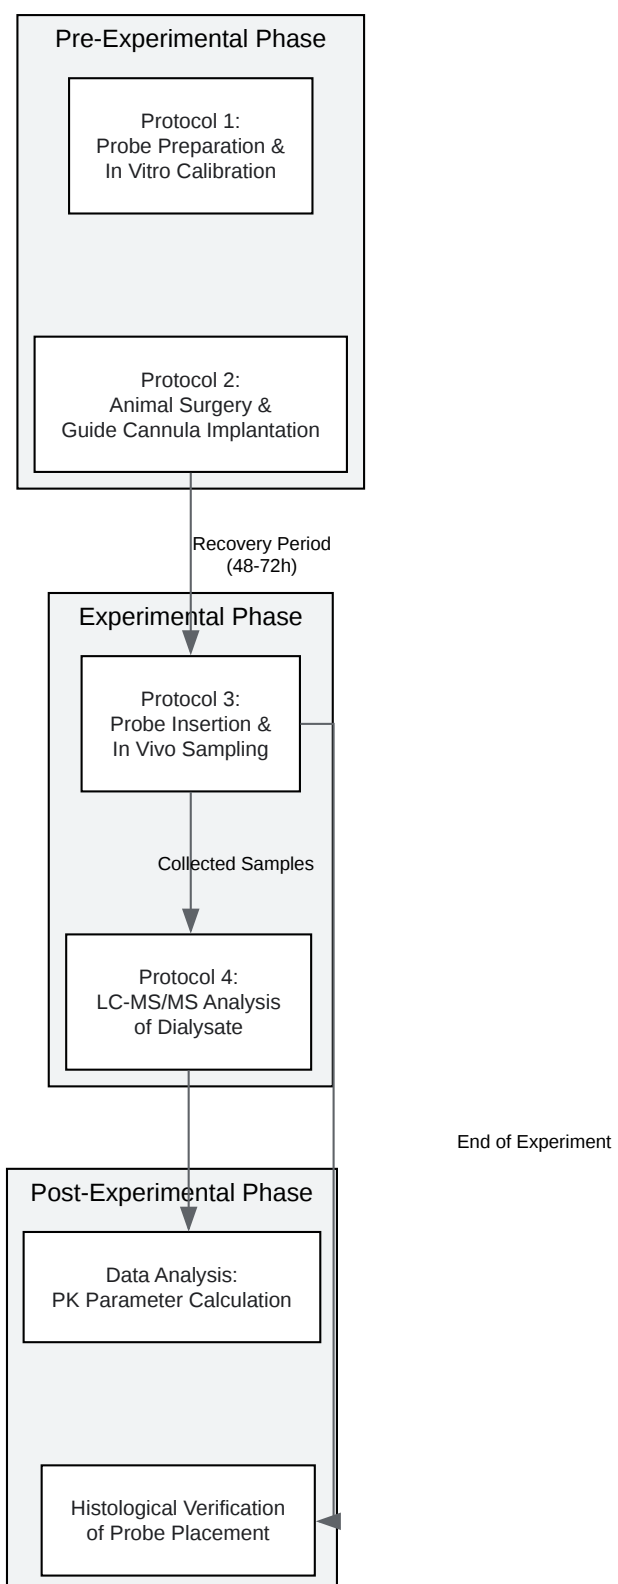 Pre-Experimental Phase
Protocol 1:
Probe Preparation &
In Vitro Calibration
Protocol 2:
Animal Surgery &
Guide Cannula Implantation
Recovery Period
(48-72h)
Experimental Phase
Protocol 3:
Probe Insertion &
In Vivo Sampling
Collected Samples
Protocol 4:
LC-MS/MS Analysis
of Dialysate
End of Experiment
Post-Experimental Phase
Data Analysis:
PK Parameter Calculation
Histological Verification
of Probe Placement